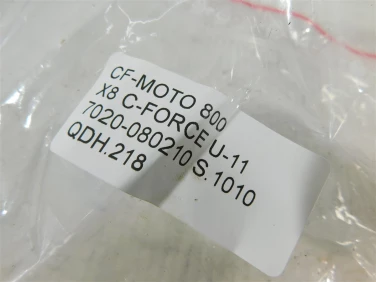 CF-MOTO 800
X8 C-FORCE U-11
7020-080210 S.1010
QDH.218